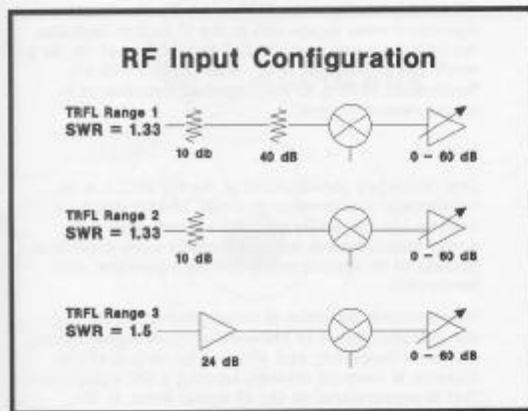 RF Input Configuration
TRFL Range 1
SWR = 1.33
10 db
40 dB
0 - 60 dB
TRFL Range 2
SWR = 1.33
10 dB
0 - 60 dB
TRFL Range 3
SWR = 1.5
24 dB
0 - 60 dB